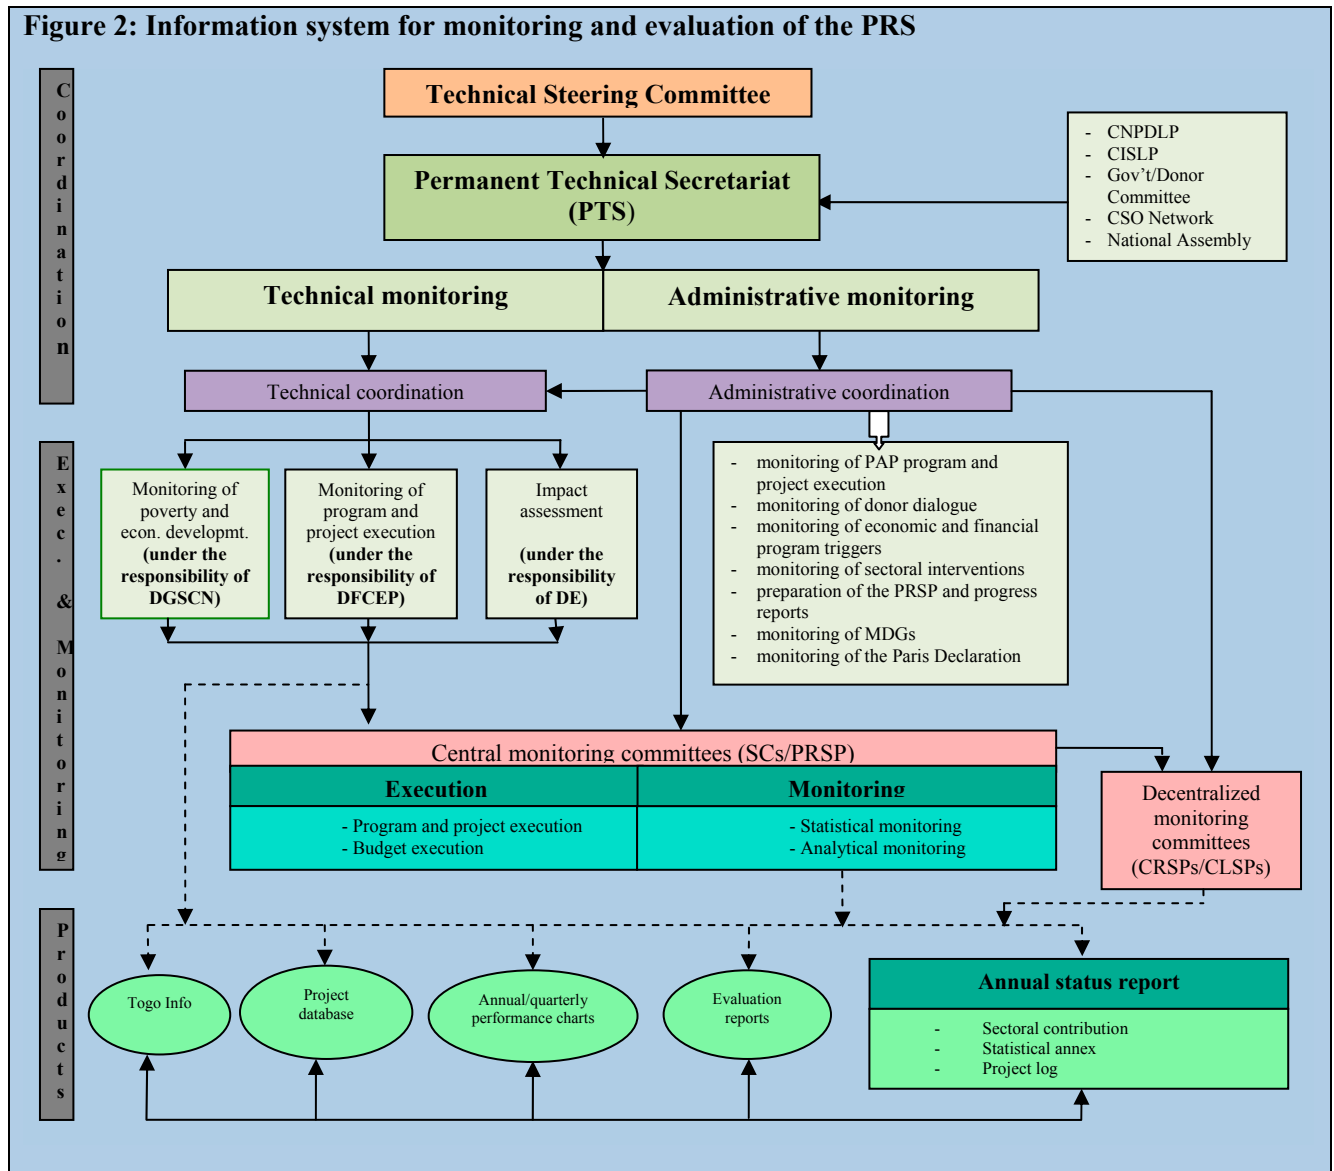 Figure 2: Information system for monitoring and evaluation of the PRS
Coordination
Technical Steering Committee
- CNPDLP
- CISLP
- Gov't/Donor
Committee
- CSO Network
- National Assembly
Permanent Technical Secretariat
(PTS)
Technical monitoring
Administrative monitoring
Technical coordination
Administrative coordination
Exec. & Monitoring
Monitoring of
poverty and
econ. developmt.
(under the
responsibility of
DGSCN)
Monitoring of
program and
project execution
(under the
responsibility of
DFCEP)
Impact
assessment
(under the
responsibility
of DE)
- monitoring of PAP program and
project execution
- monitoring of donor dialogue
- monitoring of economic and financial
program triggers
- monitoring of sectoral interventions
- preparation of the PRSP and progress
reports
- monitoring of MDGs
- monitoring of the Paris Declaration
Central monitoring committees (SCs/PRSP)
Execution
Monitoring
- Program and project execution
- Budget execution
- Statistical monitoring
- Analytical monitoring
Decentralized
monitoring
committees
(CRSPs/CLSPs)
Products
Togo Info
Project
database
Annual/quarterly
performance charts
Evaluation
reports
Annual status report
- Sectoral contribution
- Statistical annex
- Project log